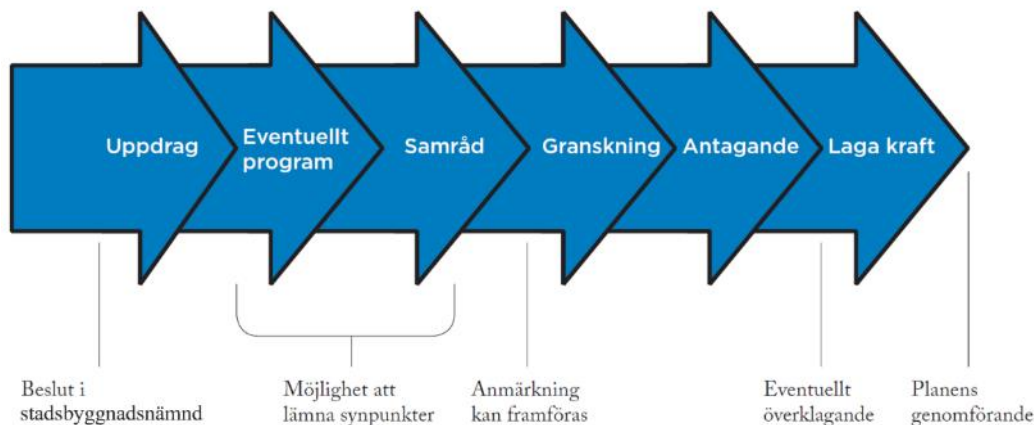 Uppdrag
Eventuellt
program
Samråd
Granskning
Antagande
Laga kraft
Beslut i
stadsbyggnadsnämnd
Möjlighet att
lämna synpunkter
Anmärkning
kan framföras
Eventuellt
överklagande
Planens
genomförande